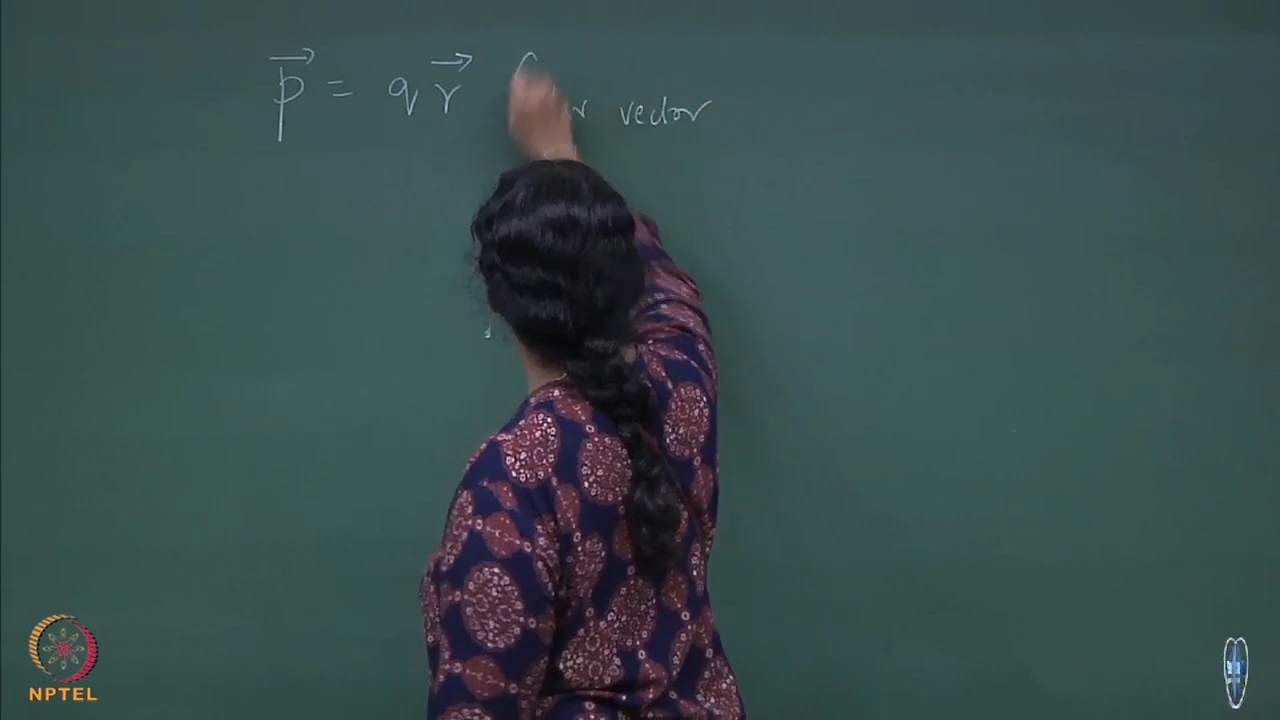 p⃗ = q r⃗
vector
NPTEL